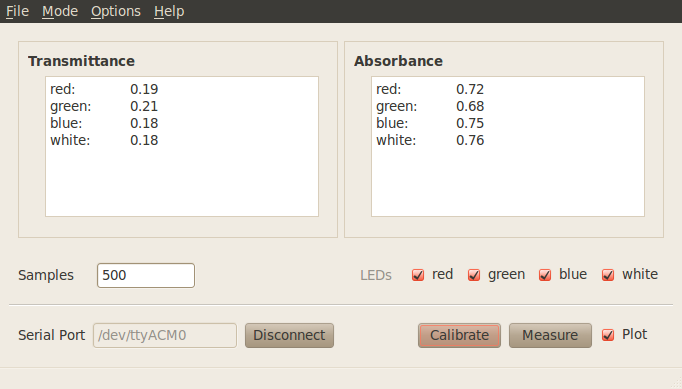 File Mode Options Help
Transmittance
red: 0.19
green: 0.21
blue: 0.18
white: 0.18
Absorbance
red: 0.72
green: 0.68
blue: 0.75
white: 0.76
Samples 500 LEDs red green blue white
Serial Port /dev/ttyACM0 Disconnect Calibrate Measure Plot